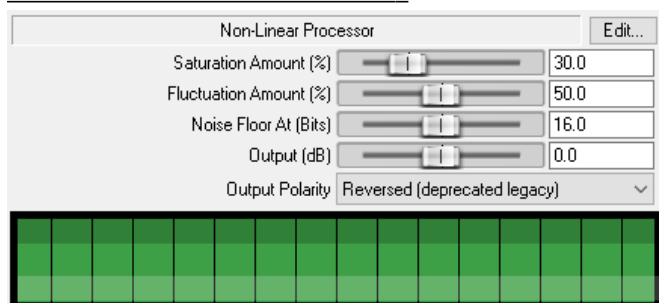 Non-Linear Processor Edit...
Saturation Amount (%) 30.0
Fluctuation Amount (%) 50.0
Noise Floor At (Bits) 16.0
Output (dB) 0.0
Output Polarity Reversed (deprecated legacy)